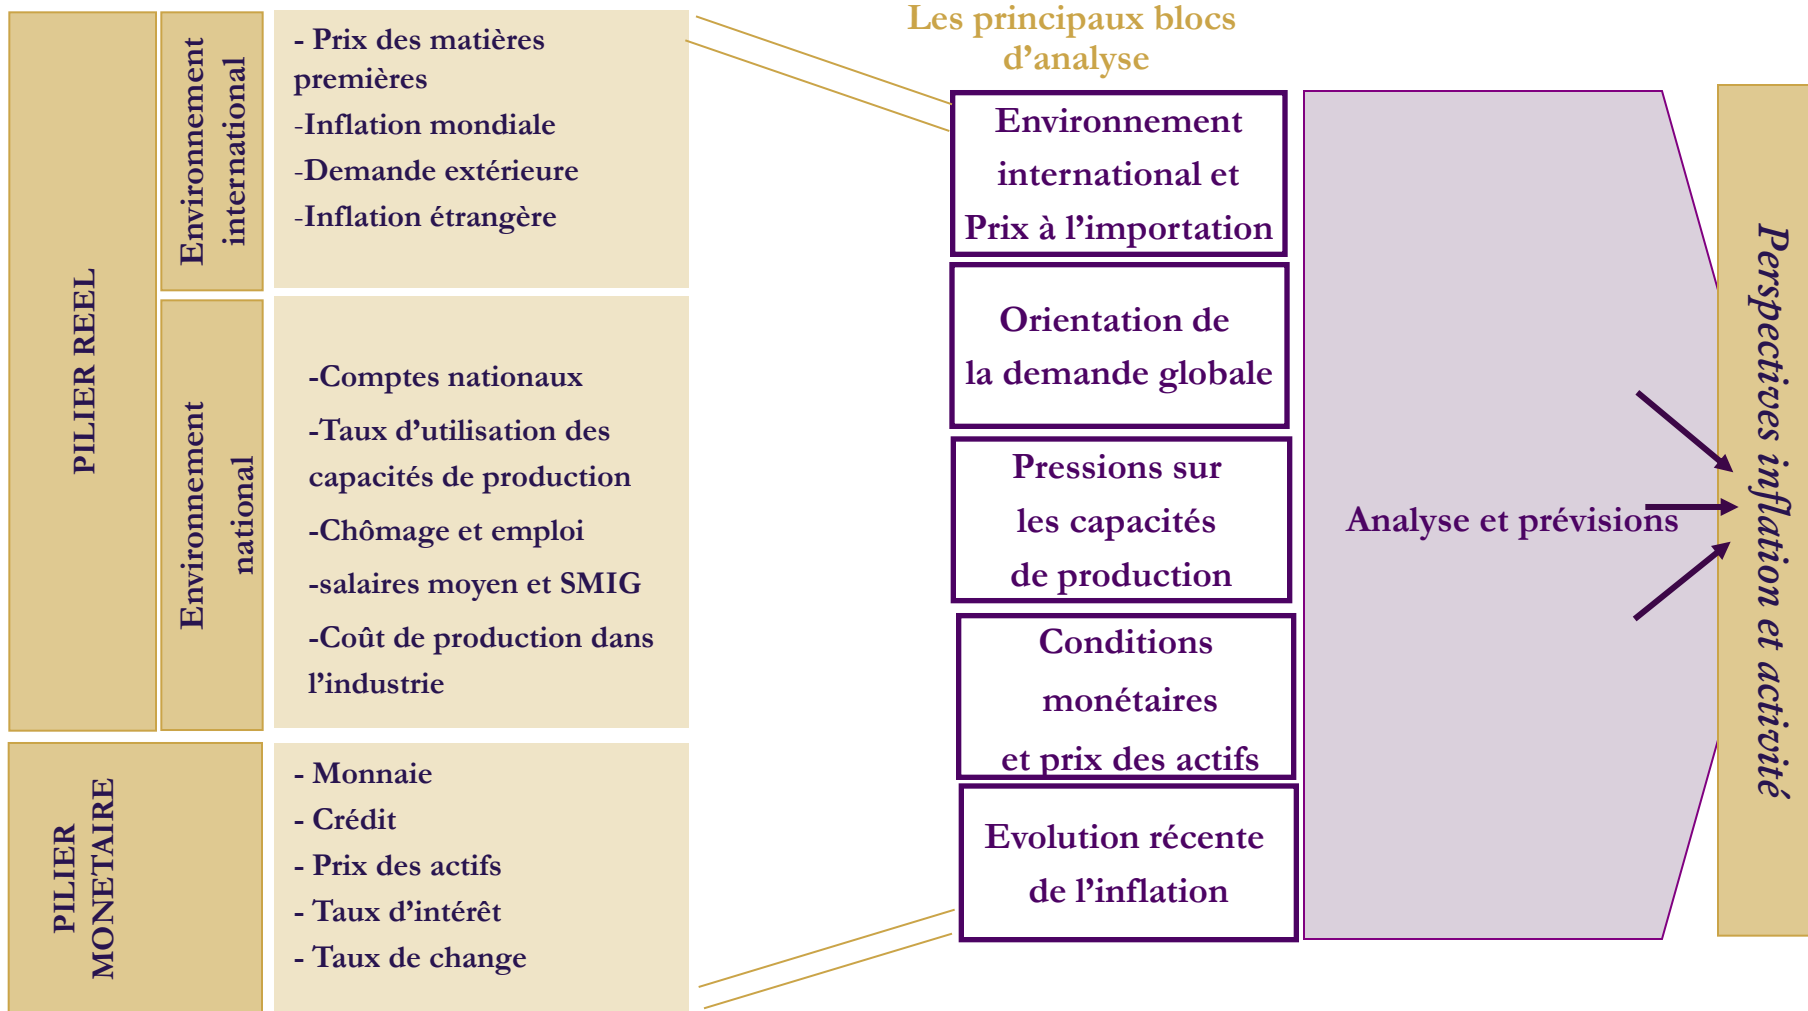 PILIER REEL
Environnement
international
- Prix des matières
premières
-Inflation mondiale
-Demande extérieure
-Inflation étrangère
Environnement
national
-Comptes nationaux
-Taux d’utilisation des
capacités de production
-Chômage et emploi
-salaires moyen et SMIG
-Coût de production dans
l’industrie
PILIER
MONETAIRE
- Monnaie
- Crédit
- Prix des actifs
- Taux d’intérêt
- Taux de change
Les principaux blocs
d’analyse
Environnement
international et
Prix à l’importation
Orientation de
la demande globale
Pressions sur
les capacités
de production
Conditions
monétaires
et prix des actifs
Evolution récente
de l’inflation
Analyse et prévisions
Perspectives inflation et activité